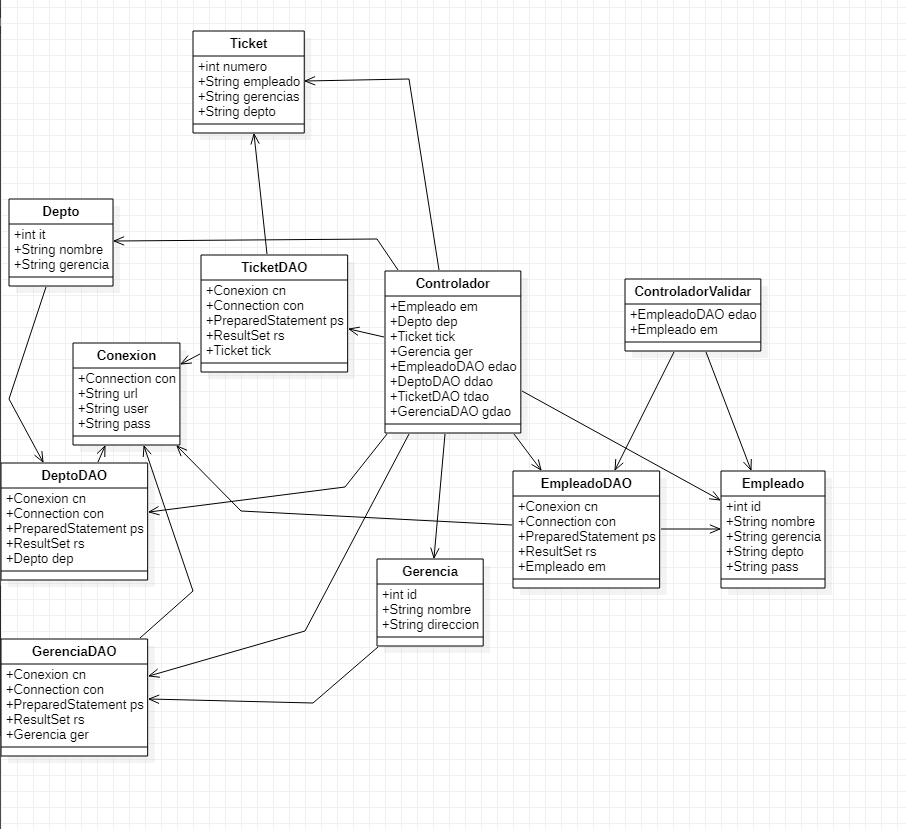 Ticket
+int numero
+String empleado
+String gerencias
+String depto
Depto
+int it
+String nombre
+String gerencia
TicketDAO
+Conexion cn
+Connection con
+PreparedStatement ps
+ResultSet rs
+Ticket tick
Controlador
+Empleado em
+Depto dep
+Ticket tick
+Gerencia ger
+EmpleadoDAO edao
+DeptoDAO ddao
+TicketDAO tdao
+GerenciaDAO gdao
ControladorValidar
+EmpleadoDAO edao
+Empleado em
Conexion
+Connection con
+String url
+String user
+String pass
DeptoDAO
+Conexion cn
+Connection con
+PreparedStatement ps
+ResultSet rs
+Depto dep
EmpleadoDAO
+Conexion cn
+Connection con
+PreparedStatement ps
+ResultSet rs
+Empleado em
Empleado
+int id
+String nombre
+String gerencia
+String depto
+String pass
Gerencia
+int id
+String nombre
+String direccion
GerenciaDAO
+Conexion cn
+Connection con
+PreparedStatement ps
+ResultSet rs
+Gerencia ger